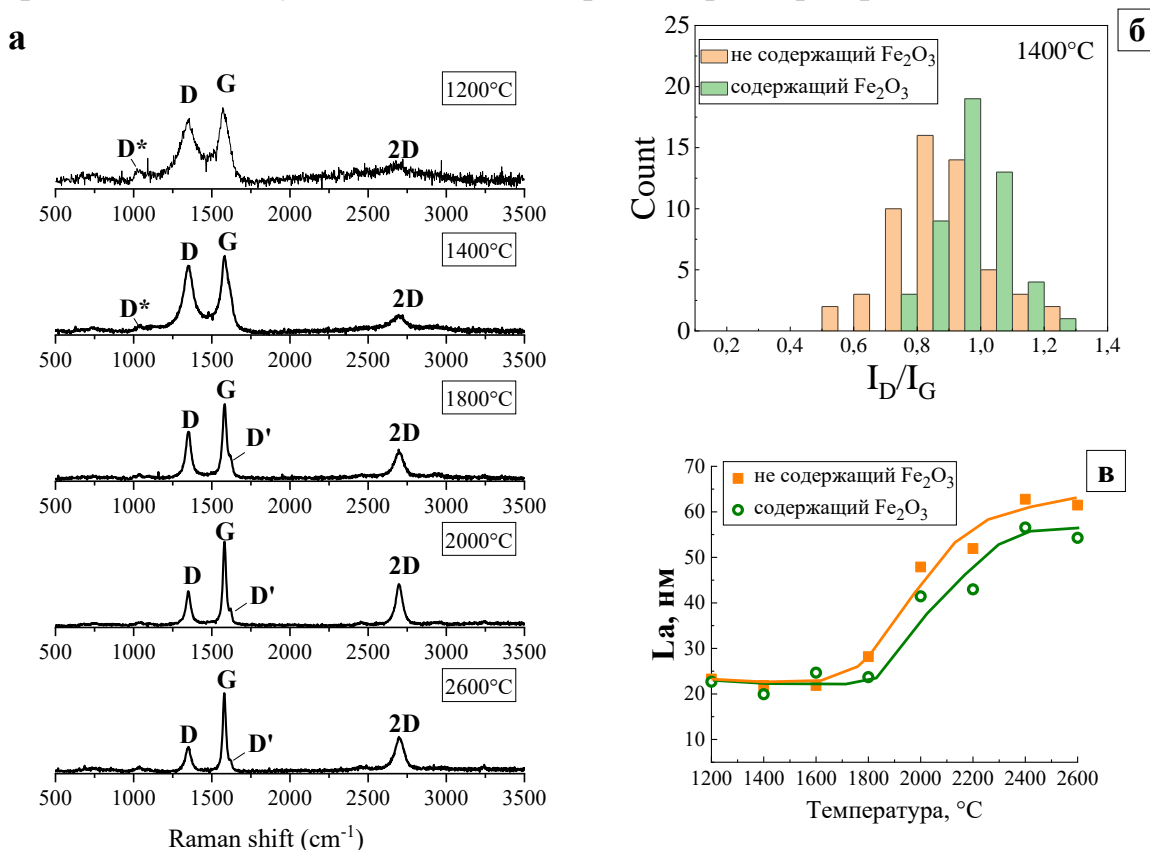 а
1200°C
D
G
D*
2D
500 1000 1500 2000 2500 3000 3500
1400°C
D
G
D*
2D
500 1000 1500 2000 2500 3000 3500
1800°C
D
G
D'
2D
500 1000 1500 2000 2500 3000 3500
2000°C
D
G
D'
2D
500 1000 1500 2000 2500 3000 3500
2600°C
D
G
D'
2D
500 1000 1500 2000 2500 3000 3500
Raman shift (cm⁻¹)
б
1400°C
не содержащий Fe₂O₃
содержащий Fe₂O₃
Count
25
20
15
10
5
0
0,2 0,4 0,6 0,8 1,0 1,2 1,4
I_D/I_G
в
не содержащий Fe₂O₃
содержащий Fe₂O₃
La, нм
70
60
50
40
30
20
10
1200 1400 1600 1800 2000 2200 2400 2600
Температура, °C